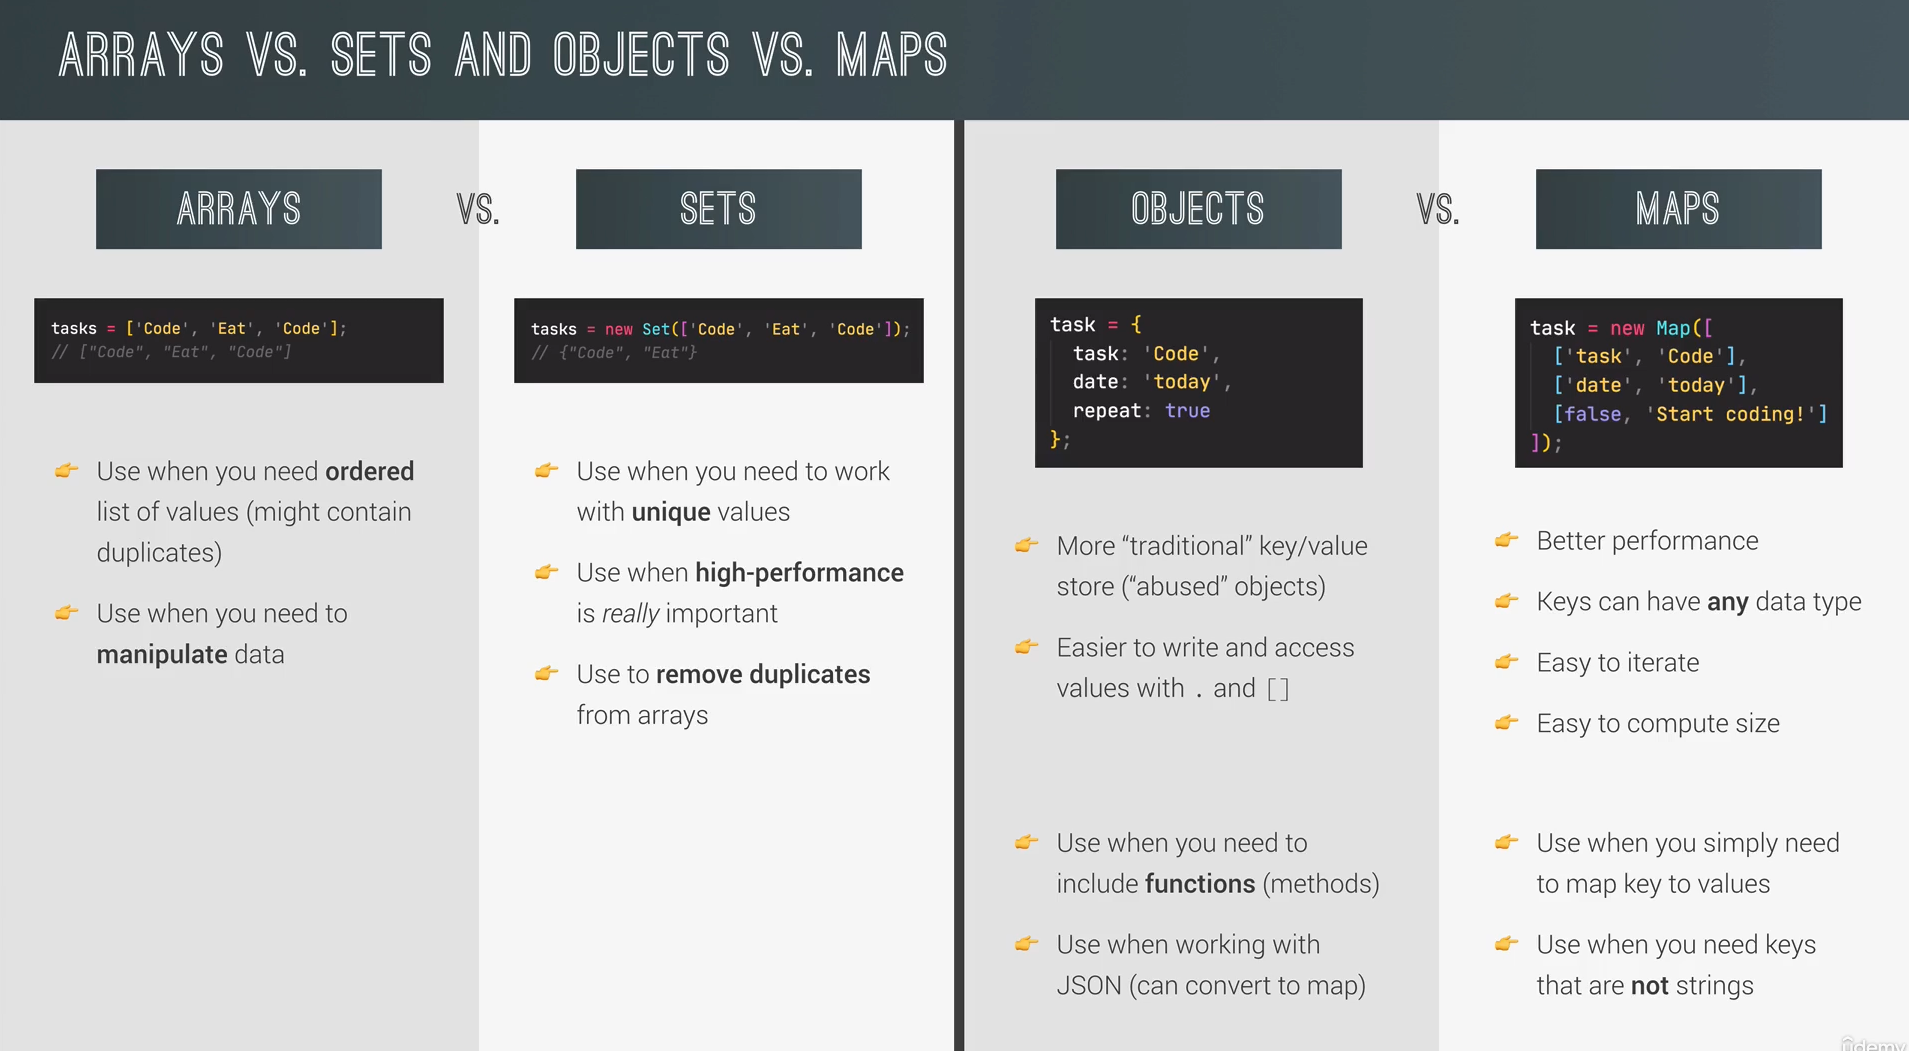 ARRAYS VS. SETS AND OBJECTS VS. MAPS
ARRAYS
VS.
SETS
tasks = ['Code', 'Eat', 'Code'];
// ["Code", "Eat", "Code"]
tasks = new Set(['Code', 'Eat', 'Code']);
// {"Code", "Eat"}
👉 Use when you need ordered
list of values (might contain
duplicates)
👉 Use when you need to
manipulate data
👉 Use when you need to work
with unique values
👉 Use when high-performance
is really important
👉 Use to remove duplicates
from arrays
OBJECTS
VS.
MAPS
task = {
task: 'Code',
date: 'today',
repeat: true
};
task = new Map([
['task', 'Code'],
['date', 'today'],
[false, 'Start coding!']
]);
👉 More “traditional” key/value
store (“abused” objects)
👉 Easier to write and access
values with . and []
👉 Use when you need to
include functions (methods)
👉 Use when working with
JSON (can convert to map)
👉 Better performance
👉 Keys can have any data type
👉 Easy to iterate
👉 Easy to compute size
👉 Use when you simply need
to map key to values
👉 Use when you need keys
that are not strings
ûdemy